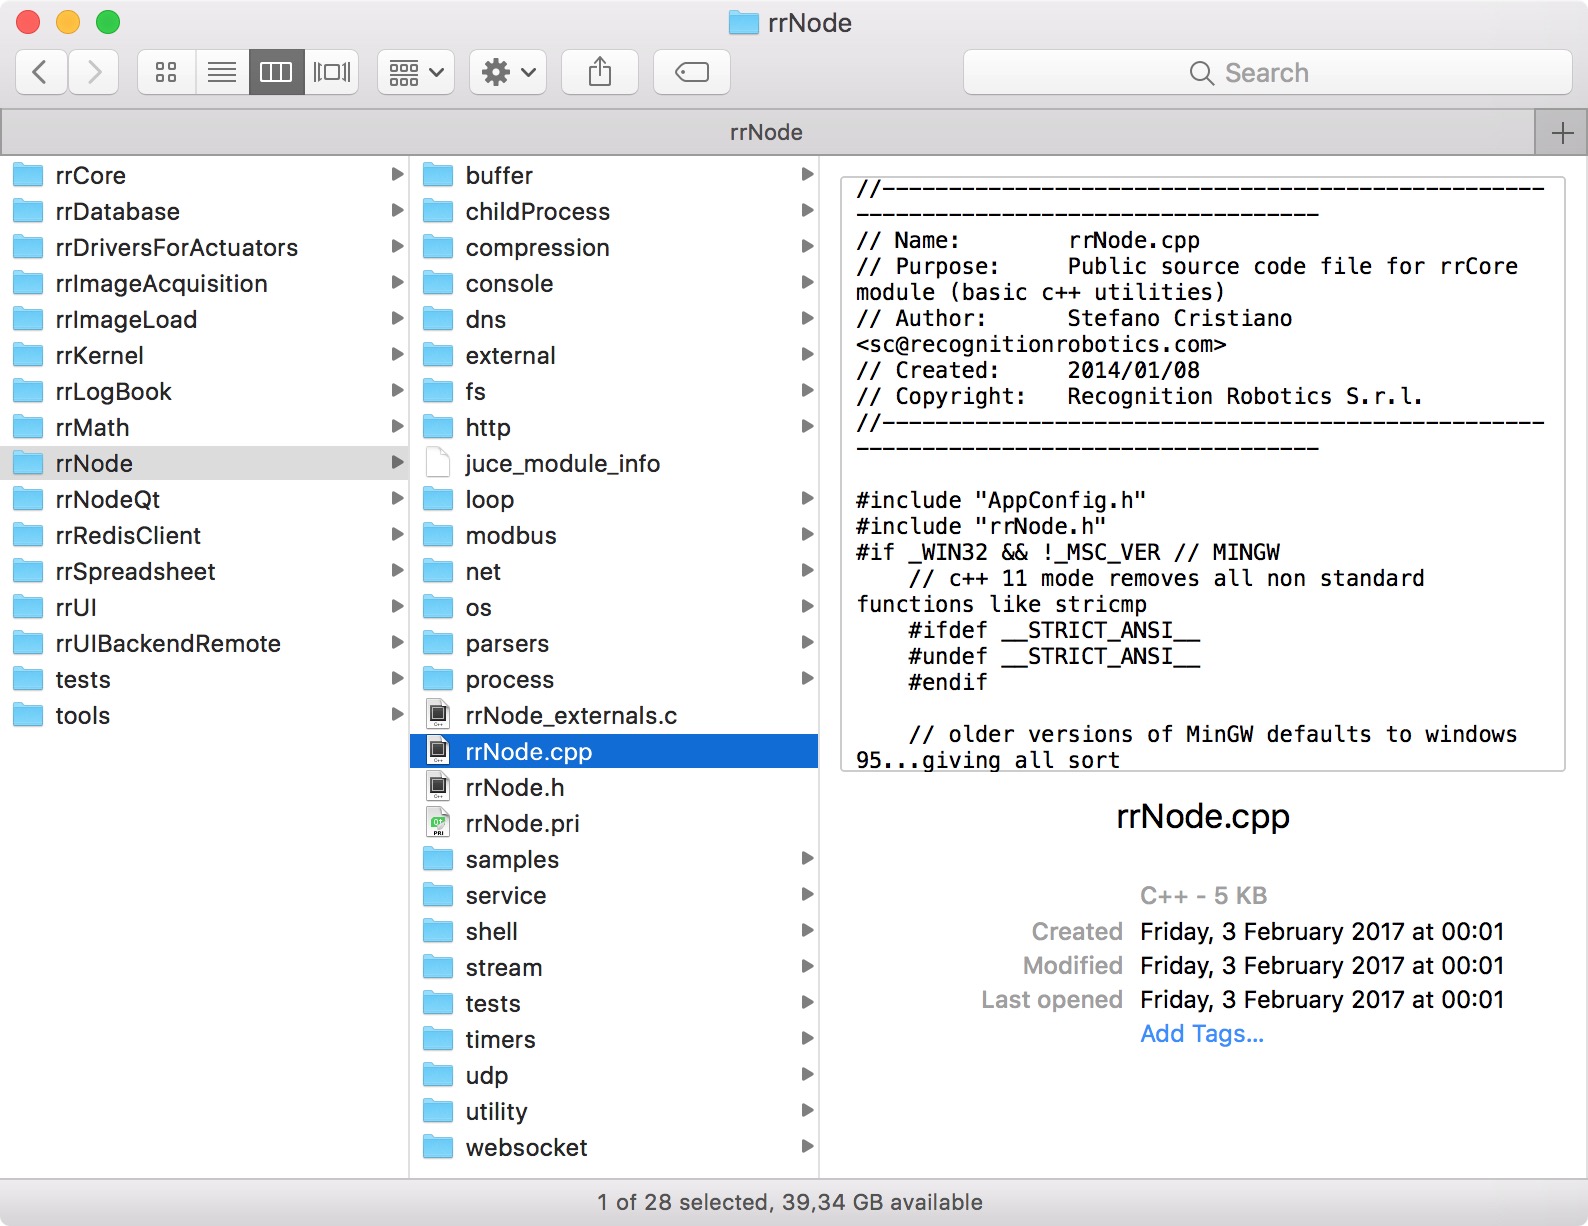 rrNode
Search
rrNode
rrCore
rrDatabase
rrDriversForActuators
rrImageAcquisition
rrImageLoad
rrKernel
rrLogBook
rrMath
rrNode
rrNodeQt
rrRedisClient
rrSpreadsheet
rrUI
rrUIBackendRemote
tests
tools
buffer
childProcess
compression
console
dns
external
fs
http
juce_module_info
loop
modbus
net
os
parsers
process
rrNode_externals.c
rrNode.cpp
rrNode.h
rrNode.pri
samples
service
shell
stream
tests
timers
udp
utility
websocket
//--------------------------------------------------
-----------------------------------
// Name:        rrNode.cpp
// Purpose:     Public source code file for rrCore
module (basic c++ utilities)
// Author:      Stefano Cristiano
<sc@recognitionrobotics.com>
// Created:     2014/01/08
// Copyright:   Recognition Robotics S.r.l.
//--------------------------------------------------
-----------------------------------
#include "AppConfig.h"
#include "rrNode.h"
#if _WIN32 && !_MSC_VER // MINGW
    // c++ 11 mode removes all non standard
functions like stricmp
    #ifdef __STRICT_ANSI__
    #undef __STRICT_ANSI__
    #endif
    // older versions of MinGW defaults to windows
95...giving all sort
rrNode.cpp
C++ - 5 KB
Created Friday, 3 February 2017 at 00:01
Modified Friday, 3 February 2017 at 00:01
Last opened Friday, 3 February 2017 at 00:01
Add Tags...
1 of 28 selected, 39,34 GB available